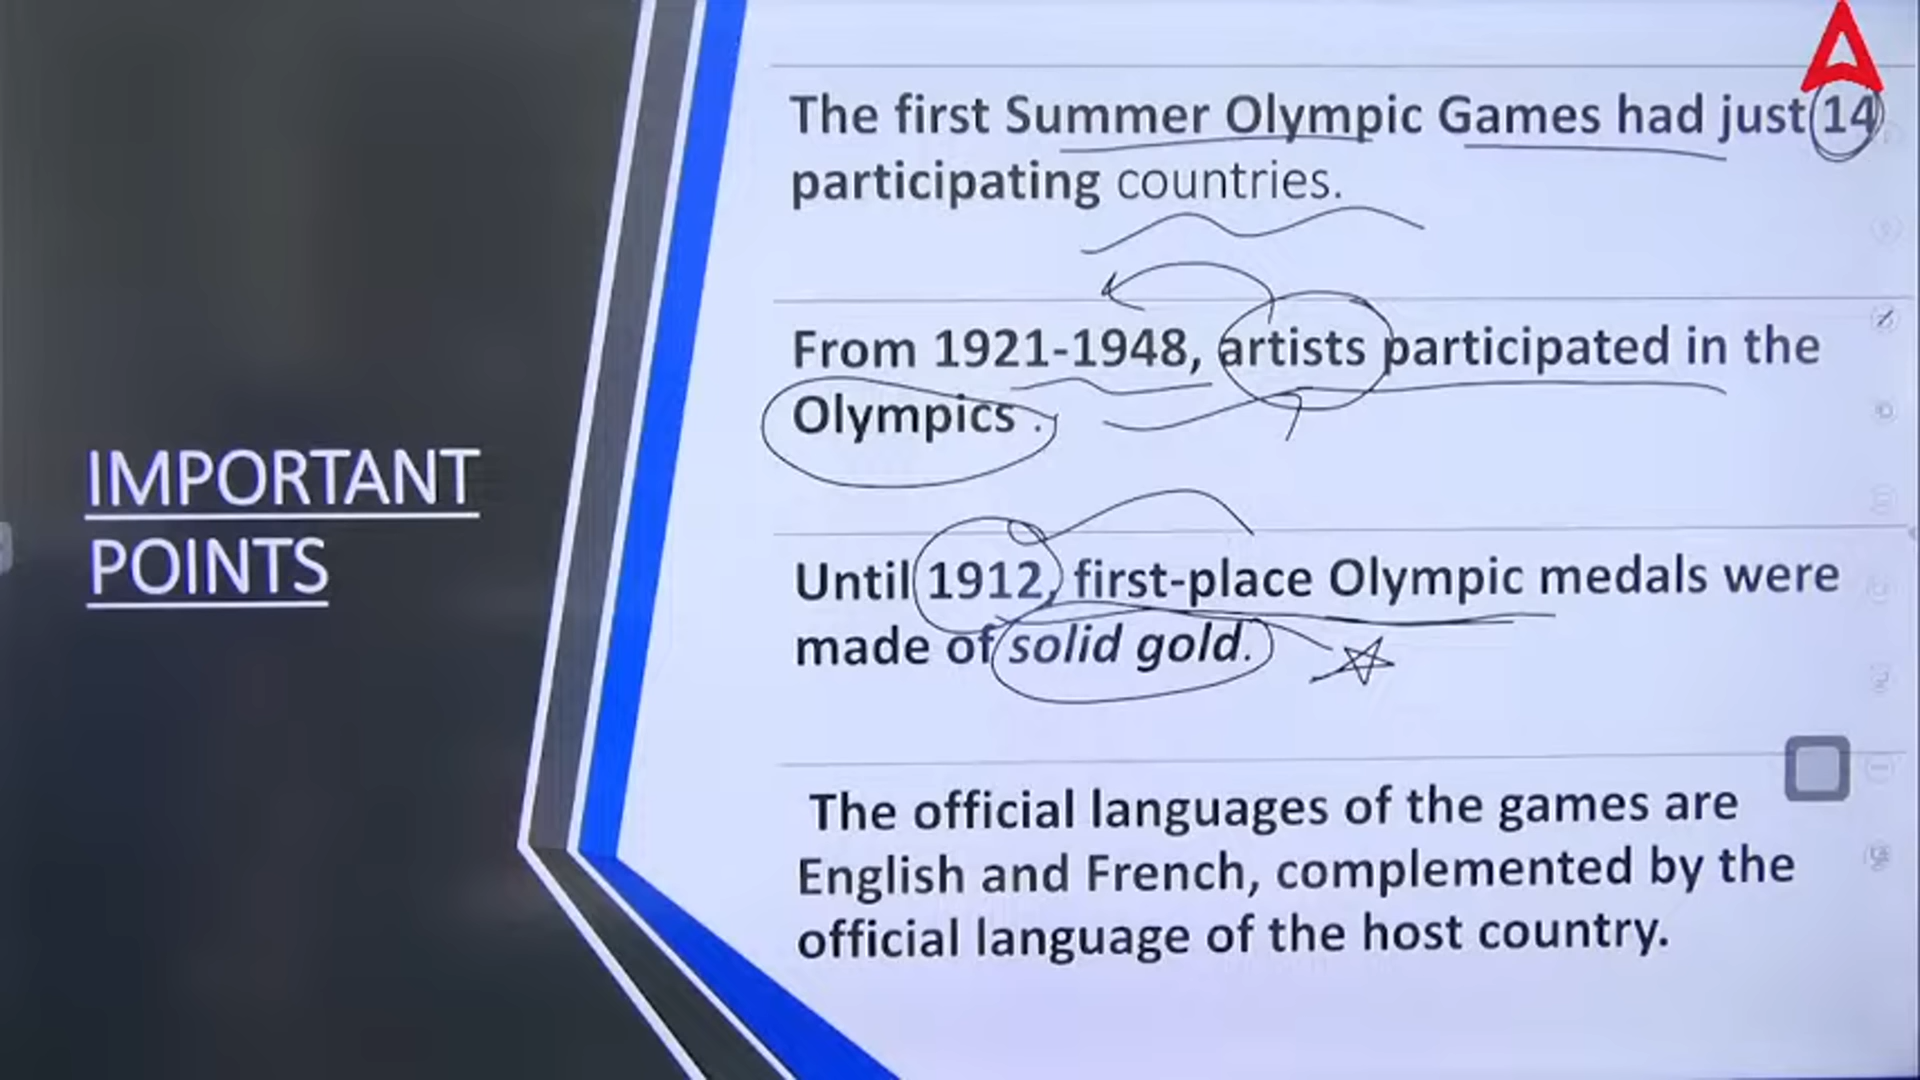 IMPORTANT
POINTS
The first Summer Olympic Games had just 14
participating countries.
From 1921-1948, artists participated in the
Olympics .
Until 1912, first-place Olympic medals were
made of solid gold.
The official languages of the games are
English and French, complemented by the
official language of the host country.